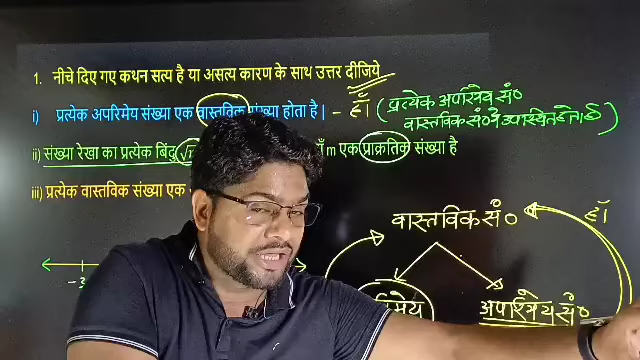 1. नीचे दिए गए कथन सत्य है या असत्य कारण के साथ उत्तर दीजिये
i) प्रत्येक अपरिमेय संख्या एक वास्तविक संख्या होता है | - हाँ (प्रत्येक अपरिमेय सं०
वास्तविक सं० में उपस्थित होता है)
ii) संख्या रेखा का प्रत्येक बिंदु √m m एक प्राक्रतिक संख्या है
iii) प्रत्येक वास्तविक संख्या एक
वास्तविक सं० हाँ
अपरिमेय सं०